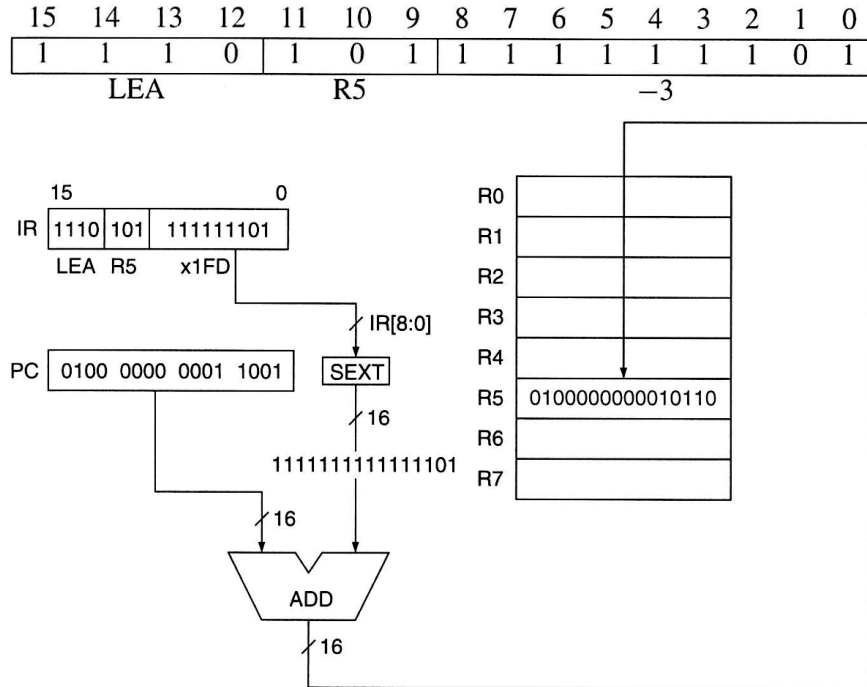 15 14 13 12 11 10 9 8 7 6 5 4 3 2 1 0
1 1 1 0 1 0 1 1 1 1 1 1 1 1 0 1
LEA R5 −3
15 0
IR 1110 101 111111101
LEA R5 x1FD
IR[8:0]
PC 0100 0000 0001 1001
SEXT
16
1111111111111101
16
ADD
16
R0
R1
R2
R3
R4
R5 0100000000010110
R6
R7